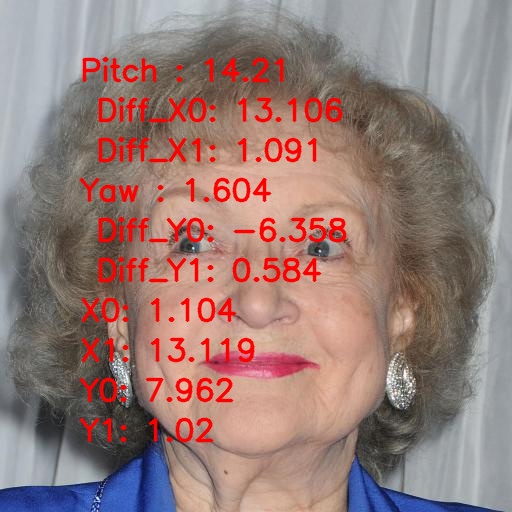 Pitch : 14.21
Diff_X0: 13.106
Diff_X1: 1.091
Yaw : 1.604
Diff_Y0: -6.358
Diff_Y1: 0.584
X0: 1.104
X1: 13.119
Y0: 7.962
Y1: 1.02